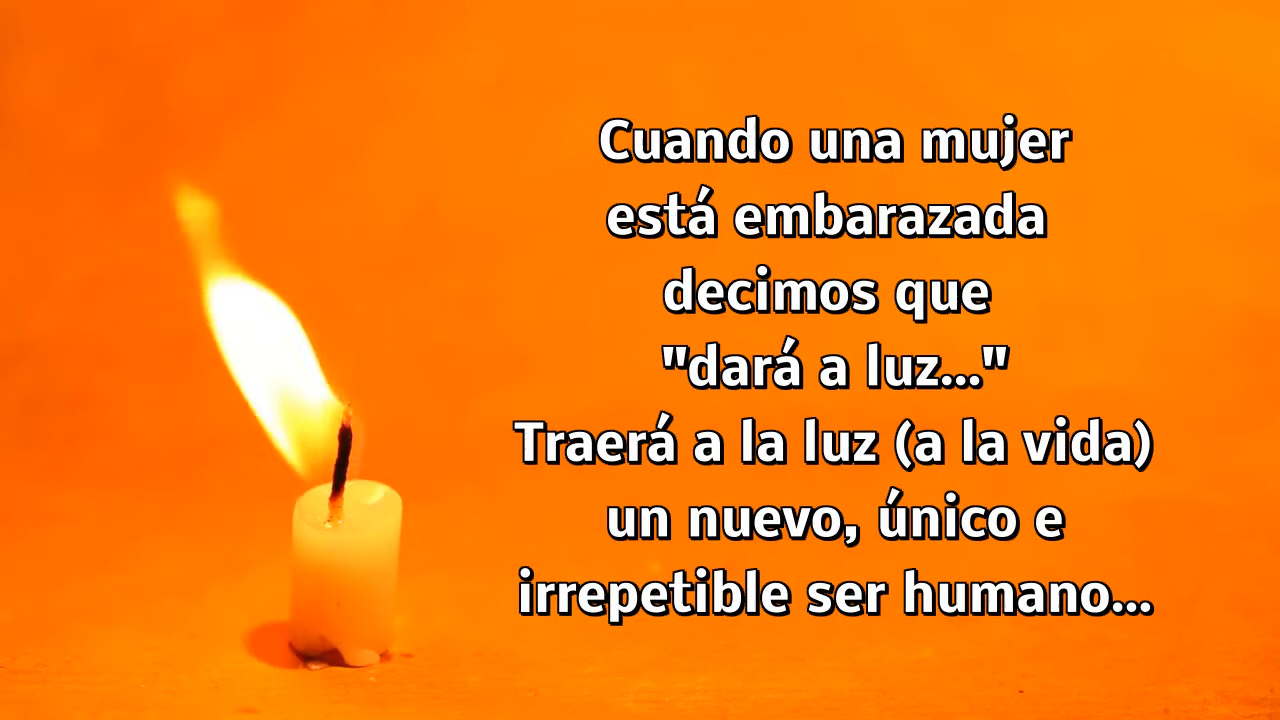 Cuando una mujer
está embarazada
decimos que
"dará a luz..."
Traerá a la luz (a la vida)
un nuevo, único e
irrepetible ser humano...